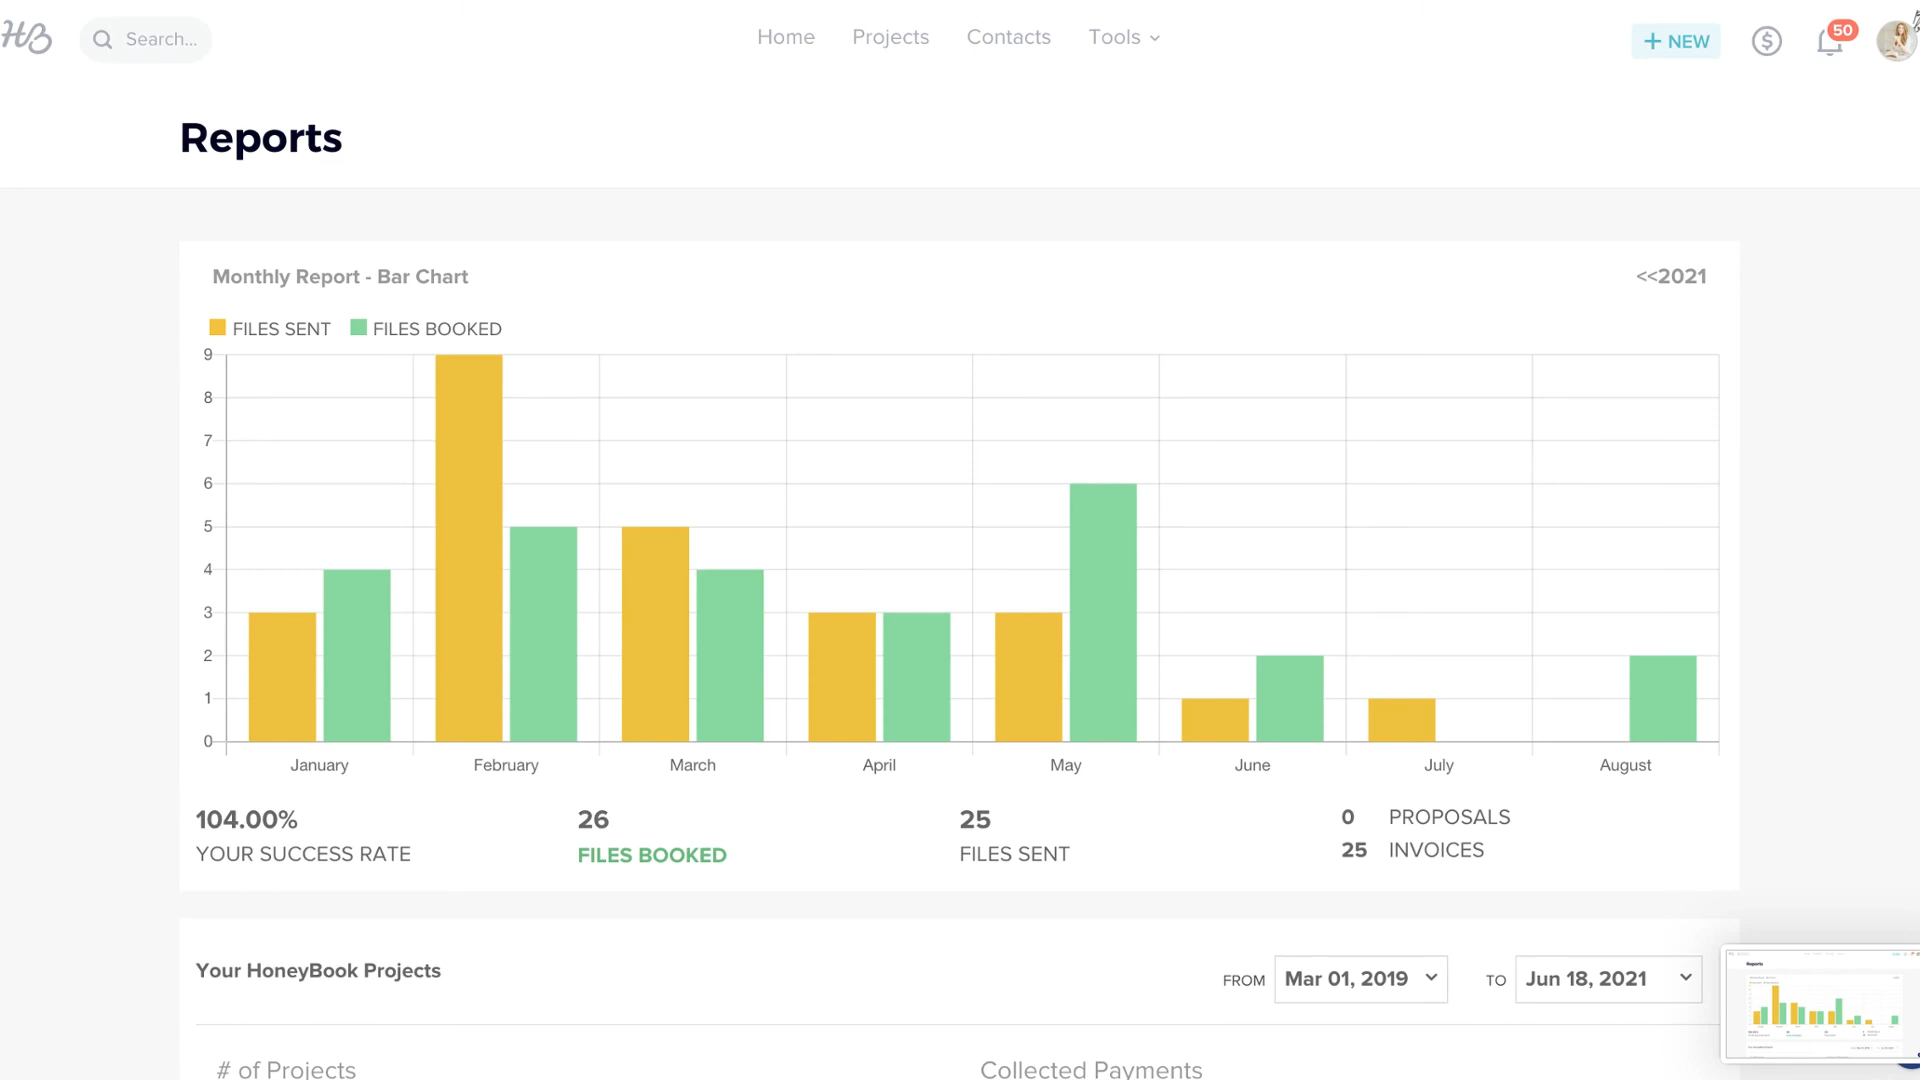 HB
Search...
Home
Projects
Contacts
Tools
+ NEW
50
Reports
Monthly Report - Bar Chart
<<2021
FILES SENT
FILES BOOKED
9
8
7
6
5
4
3
2
1
0
January
February
March
April
May
June
July
August
104.00%
YOUR SUCCESS RATE
26
FILES BOOKED
25
FILES SENT
0 PROPOSALS
25 INVOICES
Your HoneyBook Projects
FROM Mar 01, 2019
TO Jun 18, 2021
# of Projects
Collected Payments
Reports